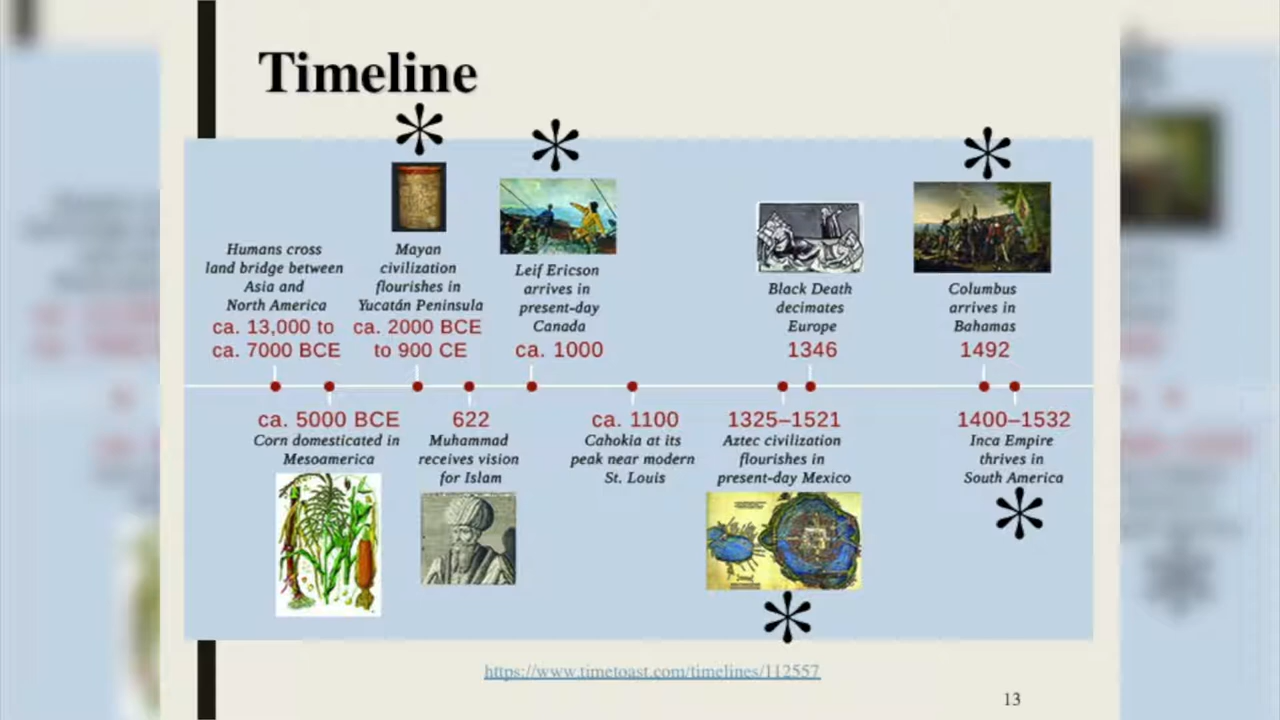 Timeline
Humans cross
land bridge between
Asia and
North America
ca. 13,000 to
ca. 7000 BCE
Mayan
civilization
flourishes in
Yucatán Peninsula
ca. 2000 BCE
to 900 CE
Leif Ericson
arrives in
present-day
Canada
ca. 1000
Black Death
decimates
Europe
1346
Columbus
arrives in
Bahamas
1492
ca. 5000 BCE
Corn domesticated in
Mesoamerica
622
Muhammad
receives vision
for Islam
ca. 1100
Cahokia at its
peak near modern
St. Louis
1325–1521
Aztec civilization
flourishes in
present-day Mexico
1400–1532
Inca Empire
thrives in
South America
https://www.timetoast.com/timelines/112557
13